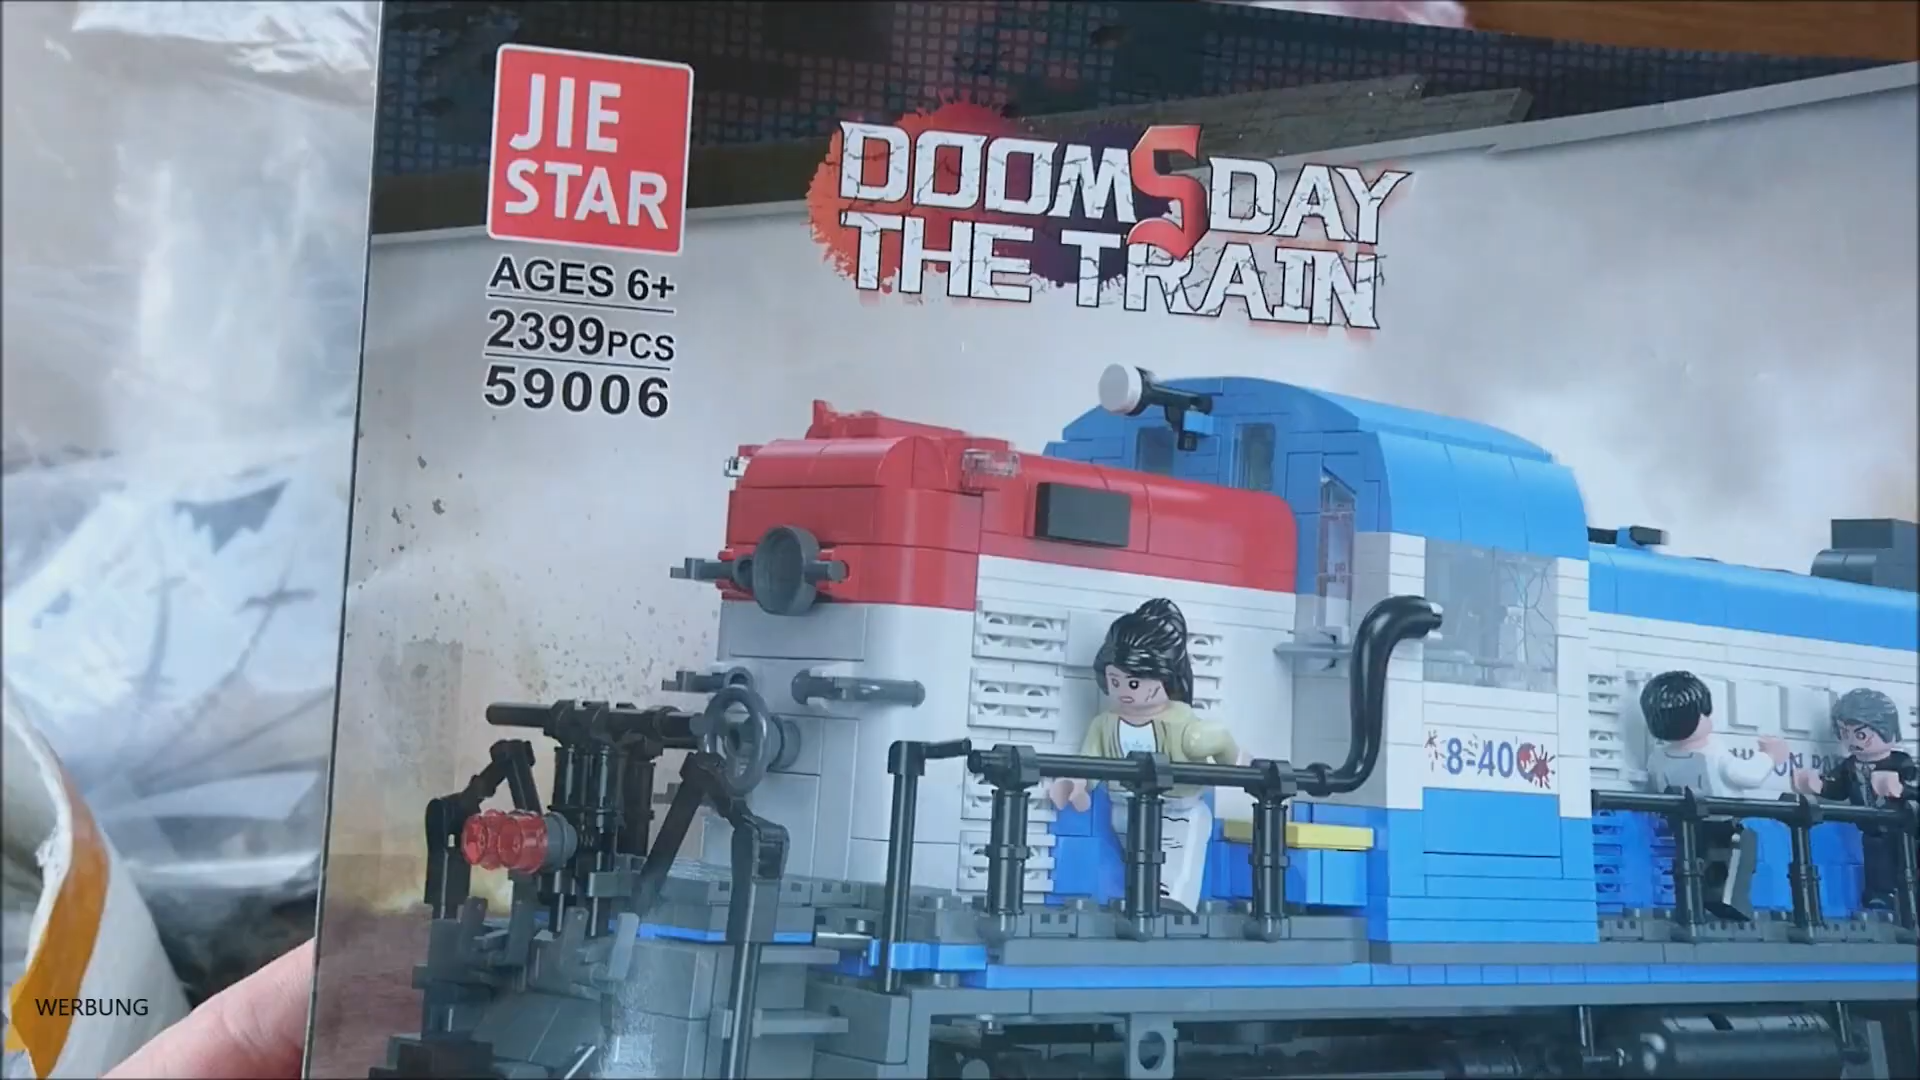 JIE
STAR
AGES 6+
2399PCS
59006
DOOMSDAY
THE TRAIN
8-40
WERBUNG